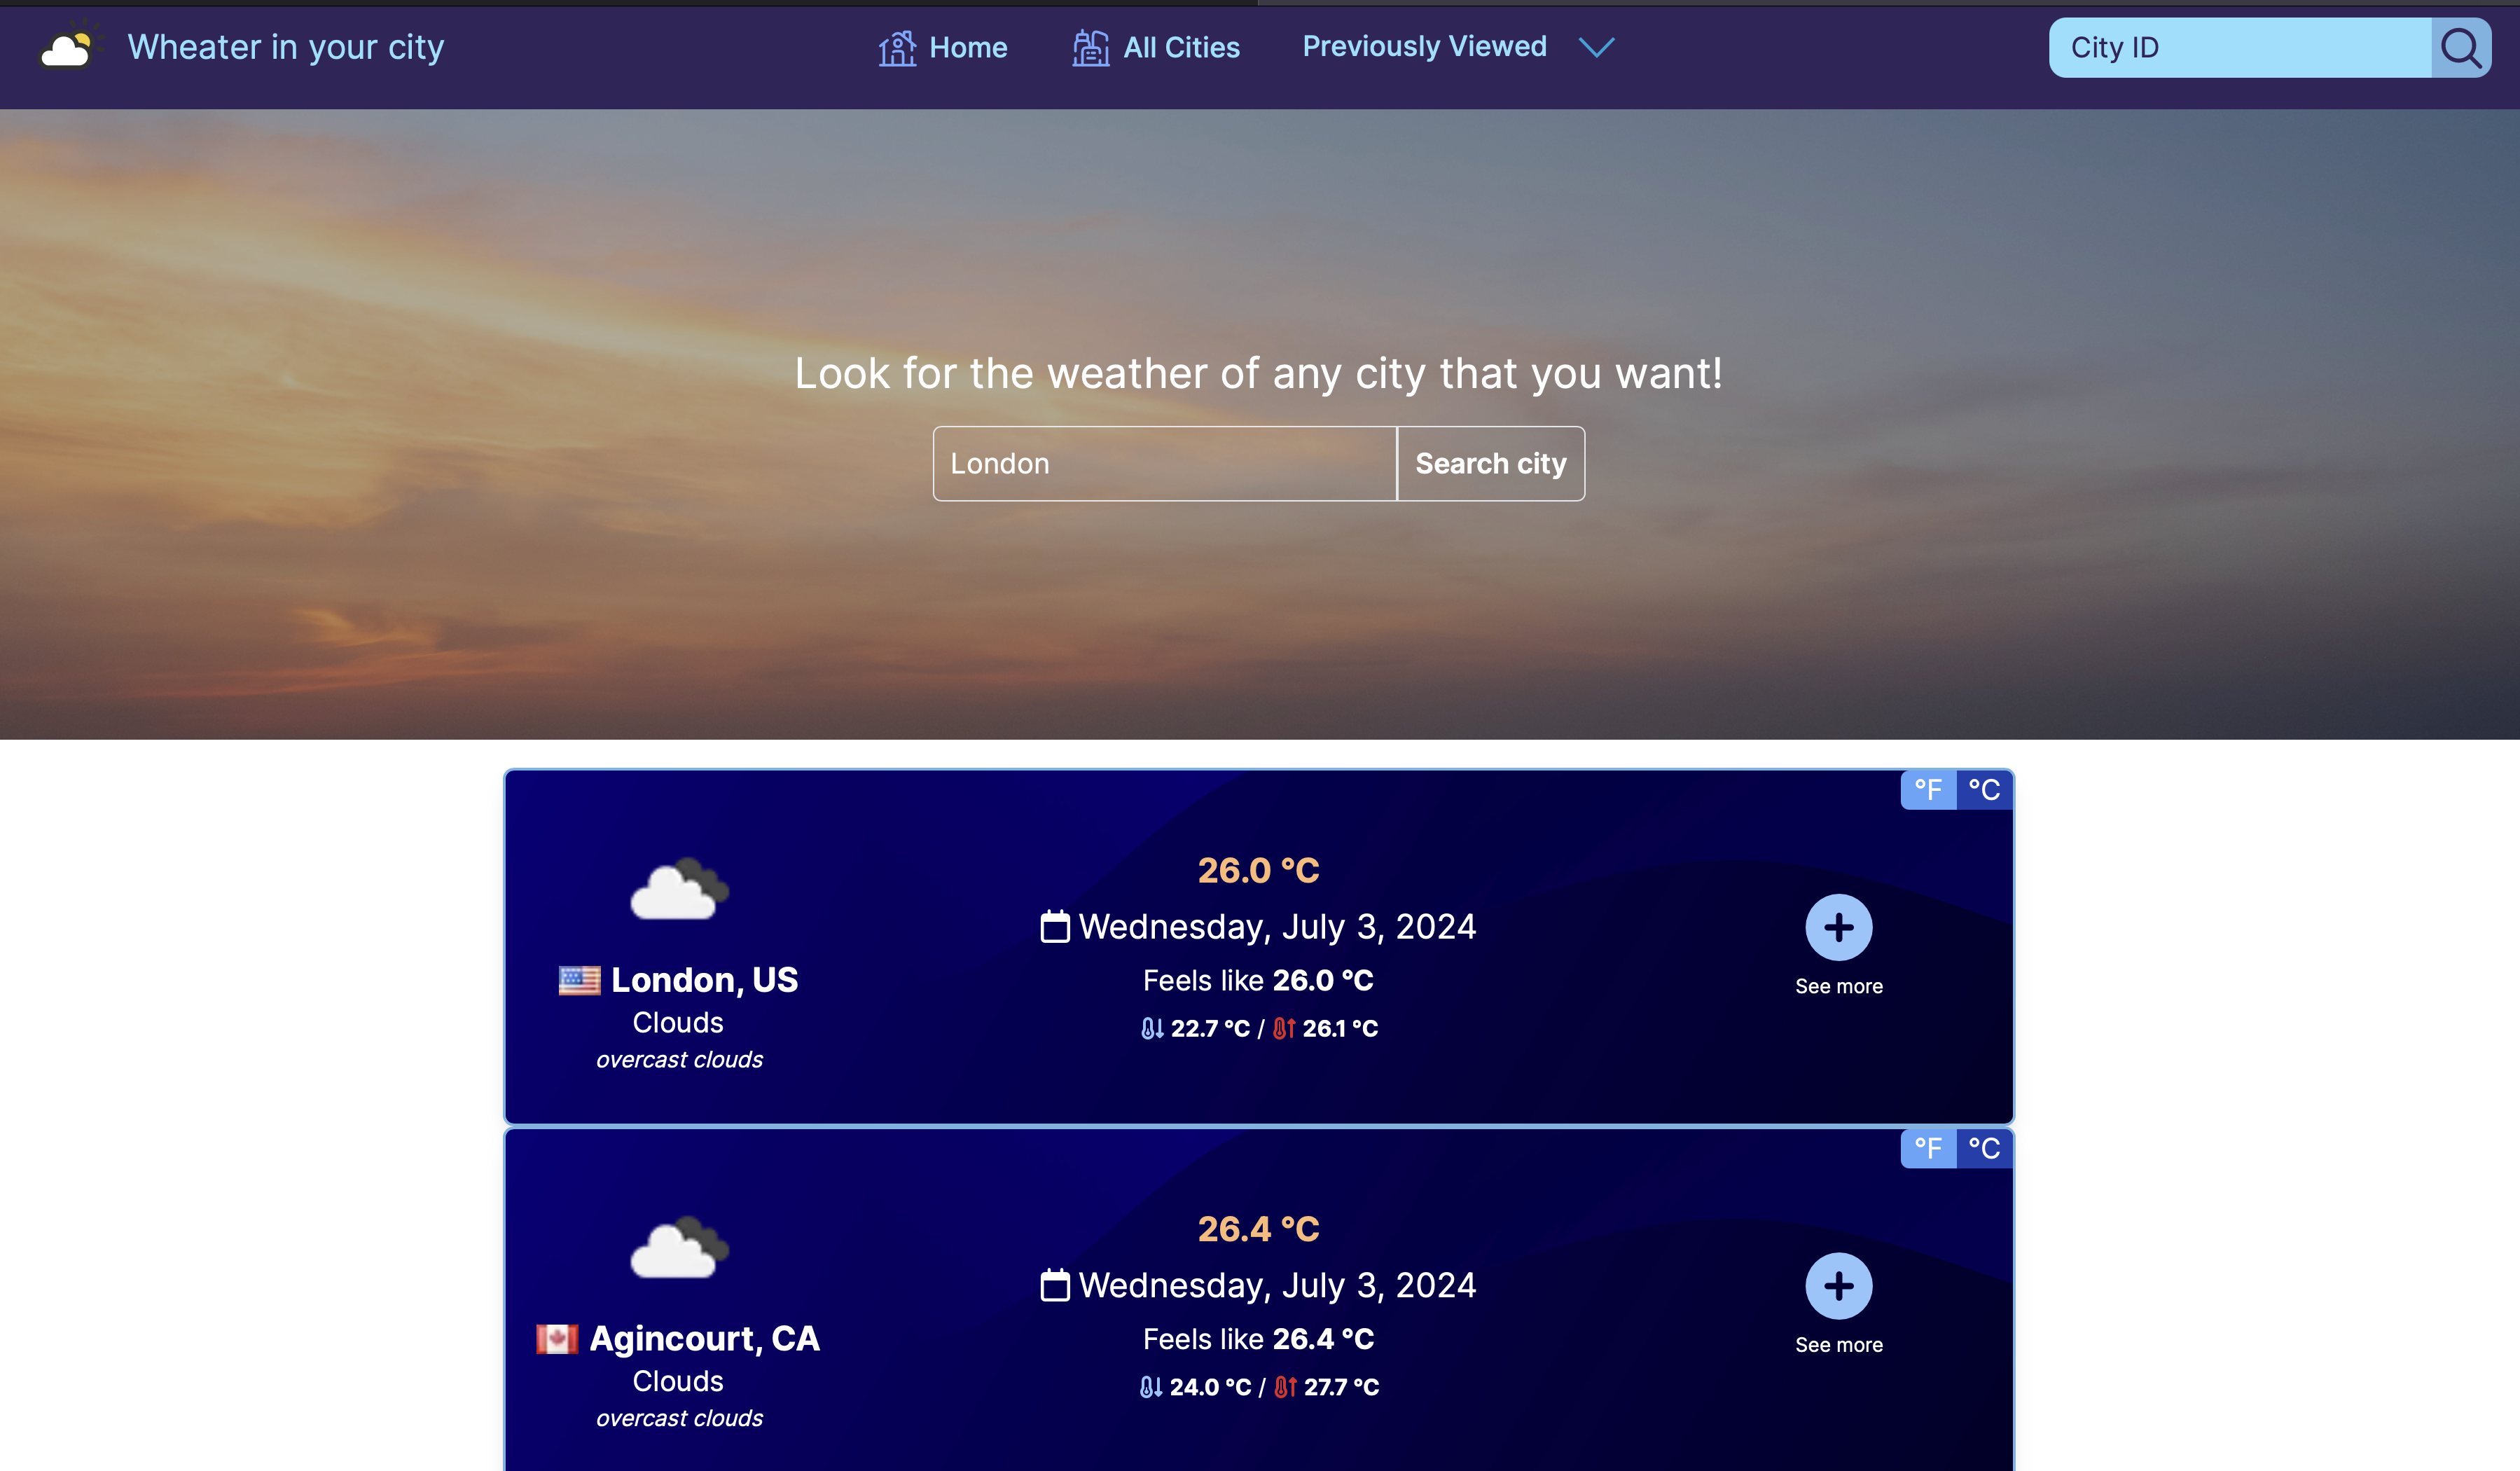 Wheater in your city
Home
All Cities
Previously Viewed
City ID
Look for the weather of any city that you want!
London
Search city
°F °C
26.0 °C
Wednesday, July 3, 2024
London, US
Feels like 26.0 °C
See more
Clouds
22.7 °C / 26.1 °C
overcast clouds
°F °C
26.4 °C
Wednesday, July 3, 2024
Agincourt, CA
Feels like 26.4 °C
See more
Clouds
24.0 °C / 27.7 °C
overcast clouds